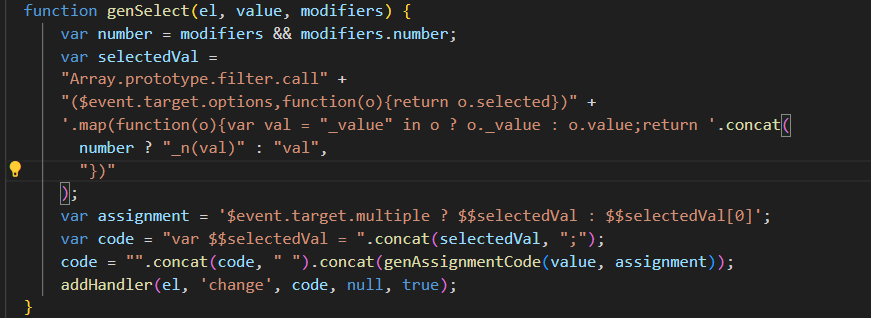 function genSelect(el, value, modifiers) {
var number = modifiers && modifiers.number;
var selectedVal =
"Array.prototype.filter.call" +
"($event.target.options,function(o){return o.selected})" +
'.map(function(o){var val = "_value" in o ? o._value : o.value;return '.concat(
number ? "_n(val)" : "val",
"})"
);
var assignment = '$event.target.multiple ? $$selectedVal : $$selectedVal[0]';
var code = "var $$selectedVal = ".concat(selectedVal, ";");
code = "".concat(code, " ").concat(genAssignmentCode(value, assignment));
addHandler(el, 'change', code, null, true);
}